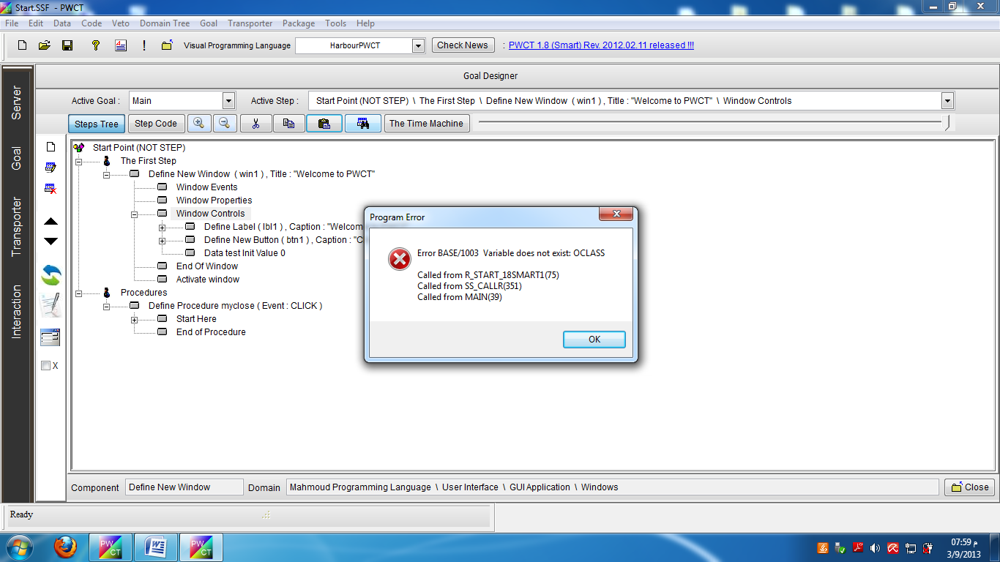 Start.SSF - PWCT
File Edit Data Code Veto Domain Tree Goal Transporter Package Tools Help
Visual Programming Language HarbourPWCT Check News : PWCT 1.8 (Smart) Rev. 2012.02.11 released !!!
Goal Designer
Active Goal : Main Active Step : Start Point (NOT STEP) \ The First Step \ Define New Window ( win1 ) , Title : "Welcome to PWCT" \ Window Controls
Steps Tree Step Code The Time Machine
Server
Goal
Transporter
Interaction
X
Start Point (NOT STEP)
The First Step
Define New Window ( win1 ) , Title : "Welcome to PWCT"
Window Events
Window Properties
Window Controls
Define Label ( lbl1 ) , Caption : "Welcom
Define New Button ( btn1 ) , Caption : "C
Data test Init Value 0
End Of Window
Activate window
Procedures
Define Procedure myclose ( Event : CLICK )
Start Here
End of Procedure
Program Error
Error BASE/1003 Variable does not exist: OCLASS
Called from R_START_18SMART1(75)
Called from SS_CALLR(351)
Called from MAIN(39)
OK
Component Define New Window Domain Mahmoud Programming Language \ User Interface \ GUI Application \ Windows Close
Ready
PWCT
PWCT
07:59 م
3/9/2013